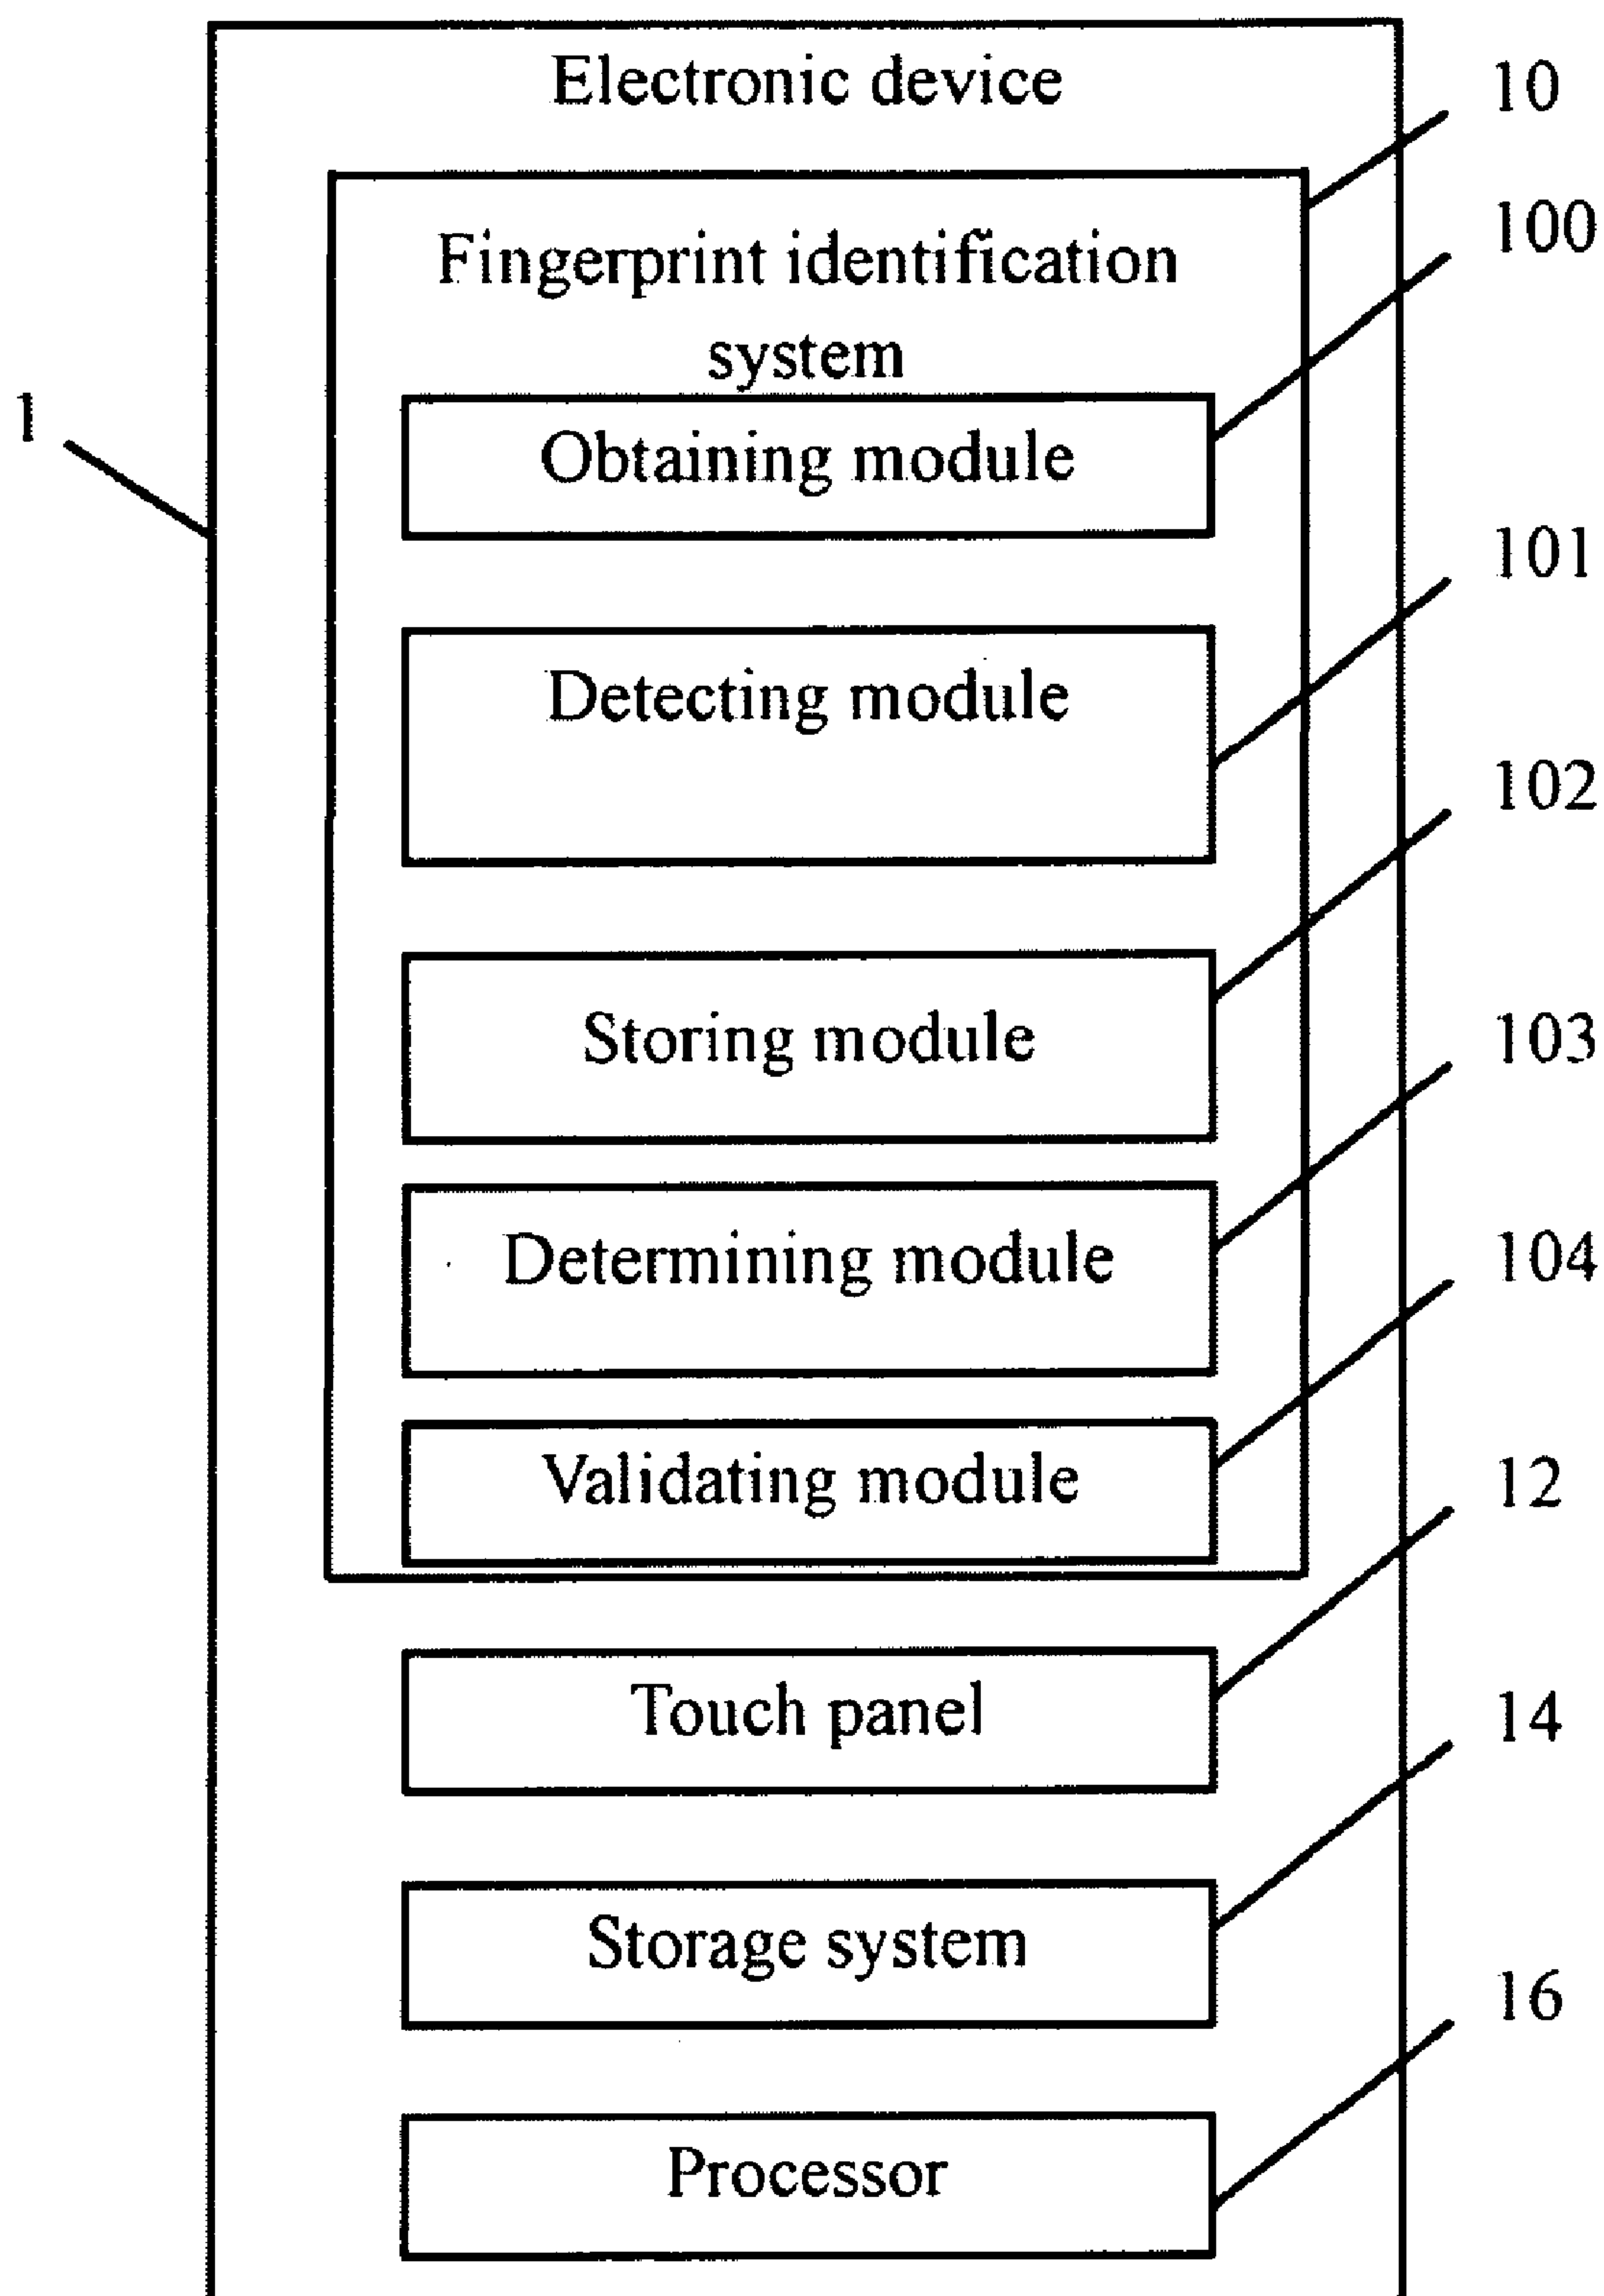 Electronic device
10
Fingerprint identification
system
100
1
Obtaining module
101
Detecting module
102
Storing module
103
Determining module
104
Validating module
12
Touch panel
14
Storage system
16
Processor